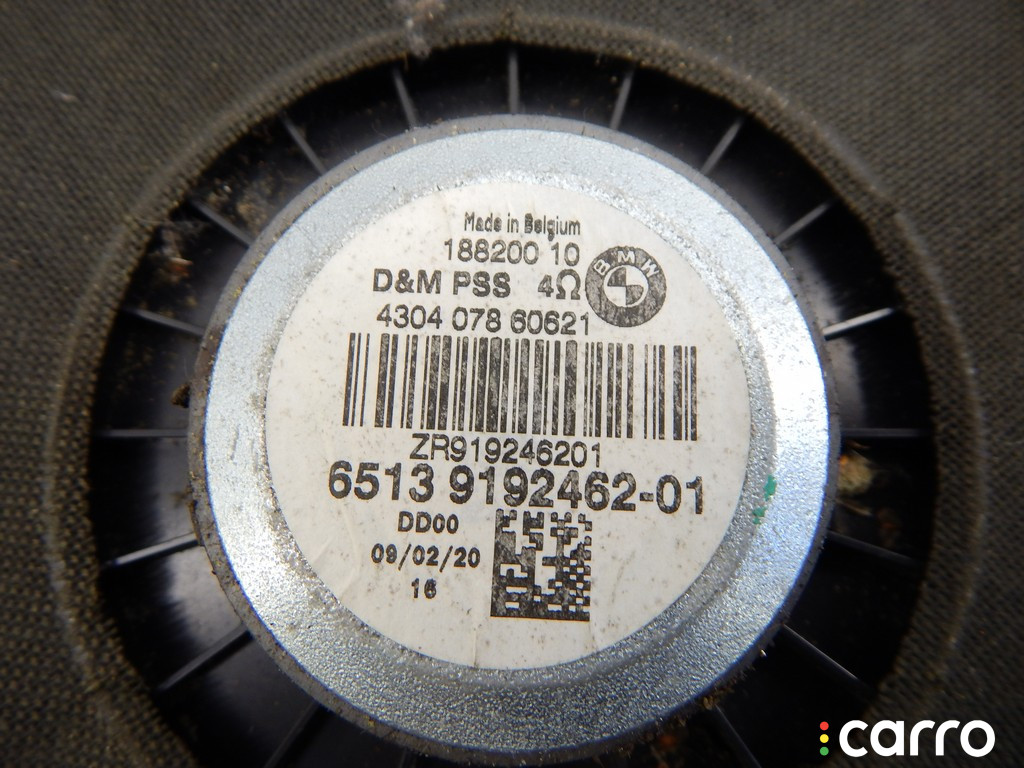 Made in Belgium
188200 10
D&M PSS 4Ω
BMW
4304 078 60621
ZR919246201
6513 9192462-01
DD00
09/02/20
16
carro